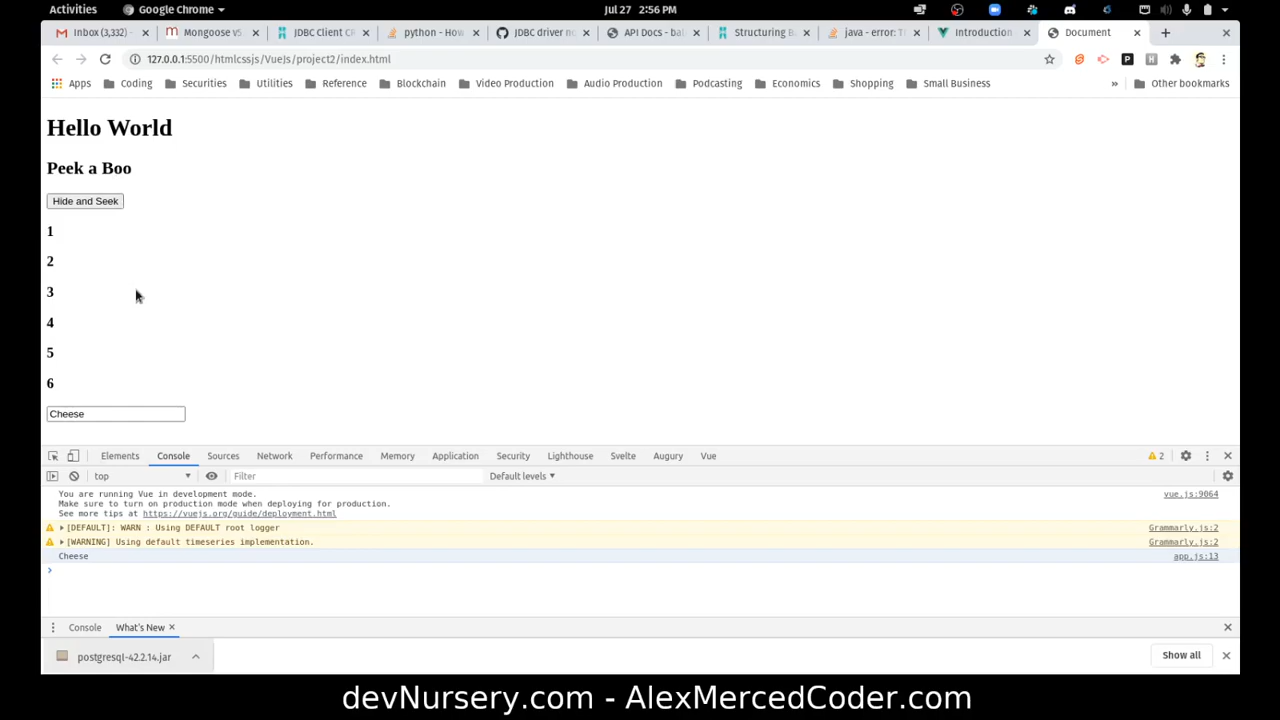 Activities
Google Chrome
Jul 27 2:56 PM
Inbox (3,332) -
Mongoose v5
JDBC Client CR
python - How
JDBC driver no
API Docs - bal
Structuring B
java - error: Th
Introduction
Document
127.0.0.1:5500/htmlcssjs/VueJs/project2/index.html
Apps Coding Securities Utilities Reference Blockchain Video Production Audio Production Podcasting Economics Shopping Small Business » Other bookmarks
Hello World
Peek a Boo
Hide and Seek
1
2
3
4
5
6
Cheese
Elements Console Sources Network Performance Memory Application Security Lighthouse Svelte Augury Vue 2
top Filter Default levels
You are running Vue in development mode. vue.js:9064
Make sure to turn on production mode when deploying for production.
See more tips at https://vuejs.org/guide/deployment.html
[DEFAULT]: WARN : Using DEFAULT root logger Grammarly.js:2
[WARNING] Using default timeseries implementation. Grammarly.js:2
Cheese app.js:13
Console What's New
postgresql-42.2.14.jar Show all
devNursery.com - AlexMercedCoder.com